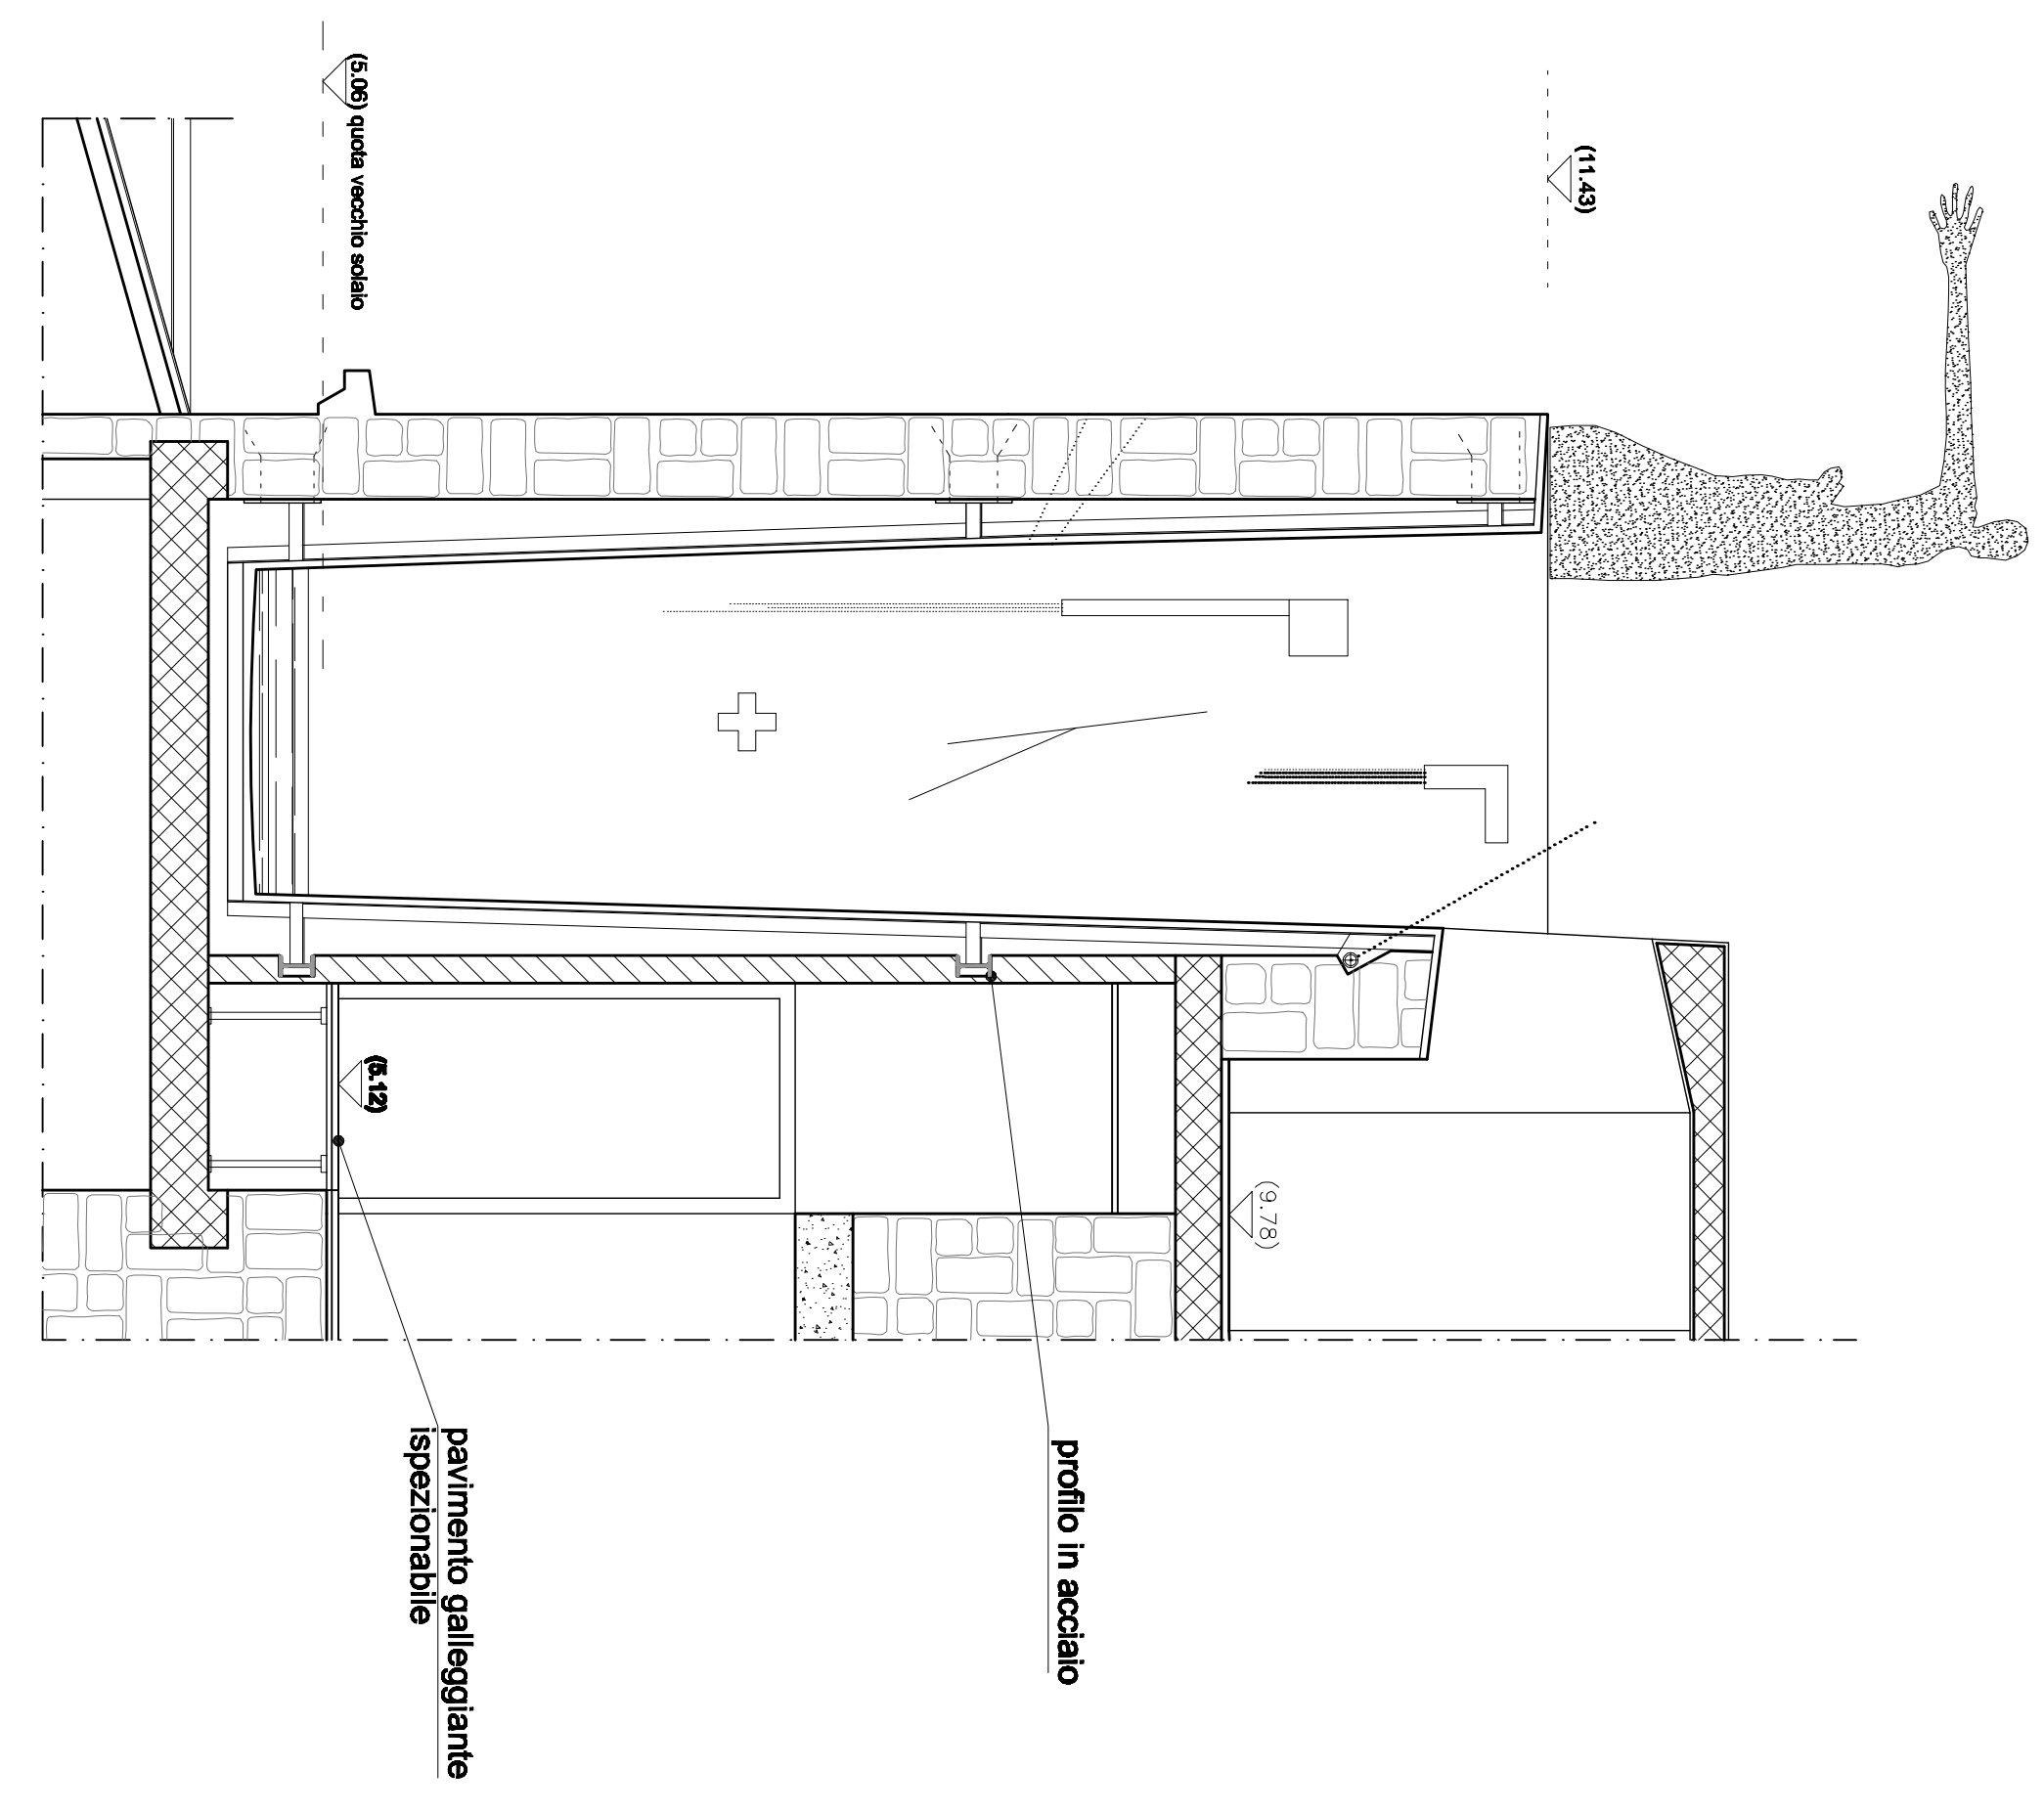 (11.43)
(5.06) quota vecchio solaio
(9.78)
(5.12)
profilo in acciaio
pavimento galleggiante
ispezionabile